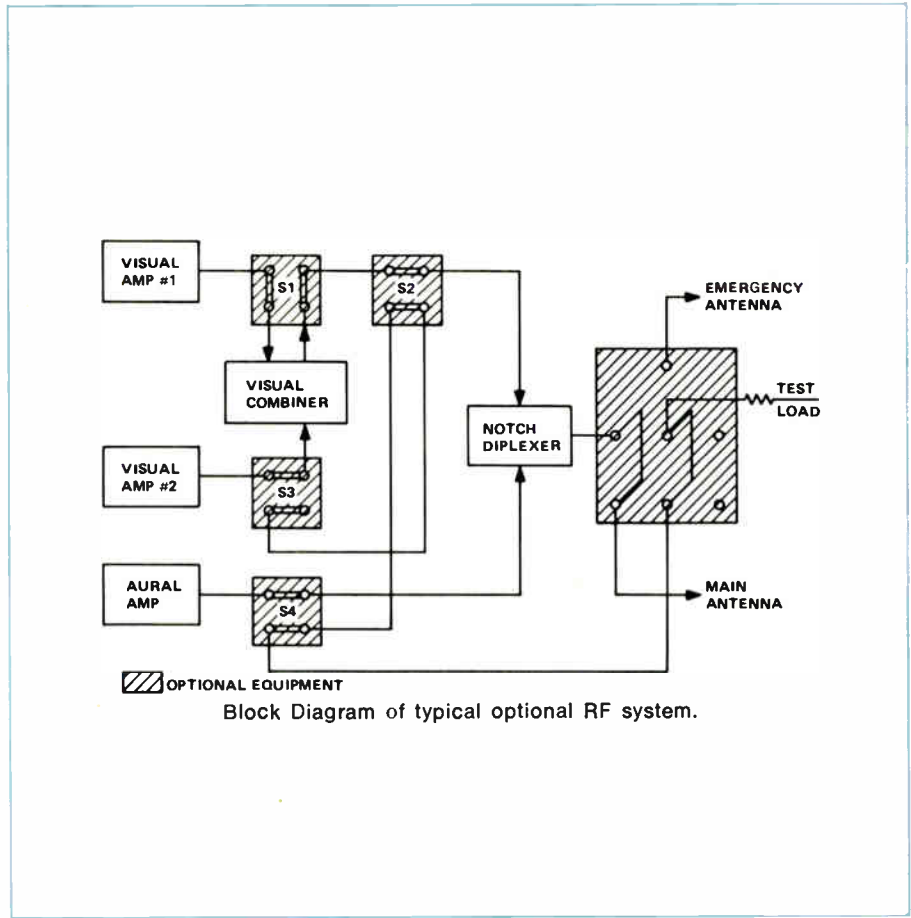 VISUAL
AMP #1
S1
S2
EMERGENCY
ANTENNA
VISUAL
COMBINER
TEST
LOAD
NOTCH
DIPLEXER
VISUAL
AMP #2
S3
AURAL
AMP
S4
MAIN
ANTENNA
OPTIONAL EQUIPMENT
Block Diagram of typical optional RF system.